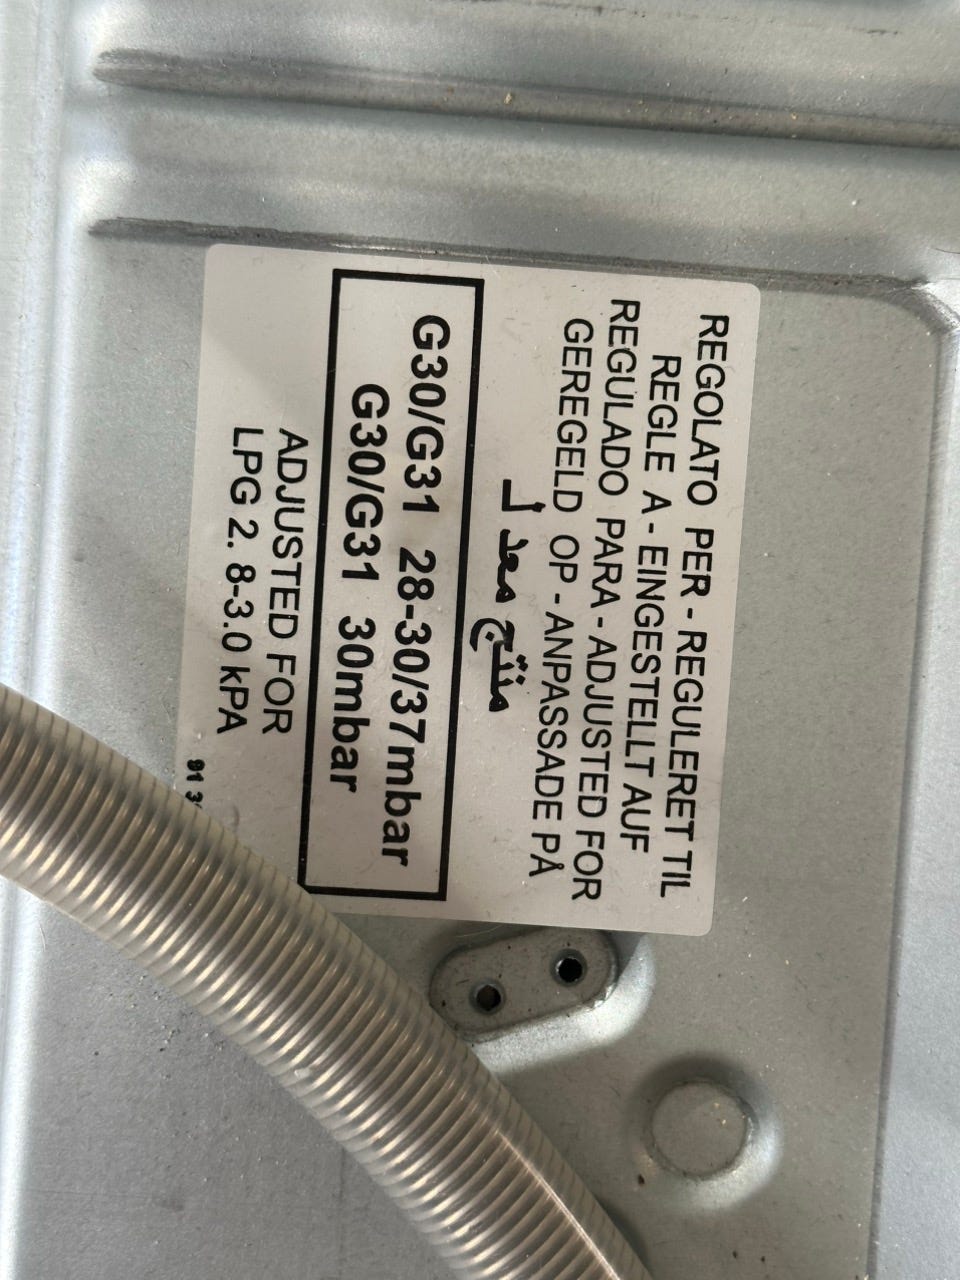 REGOLATO PER - REGULERET TIL
REGLE A - EINGESTELLT AUF
REGULADO PARA - ADJUSTED FOR
GEREGELD OP - ANPASSADE PÅ
منتج معد ل
G30/G31 28-30/37mbar
G30/G31 30mbar
ADJUSTED FOR
LPG 2. 8-3.0 kPA